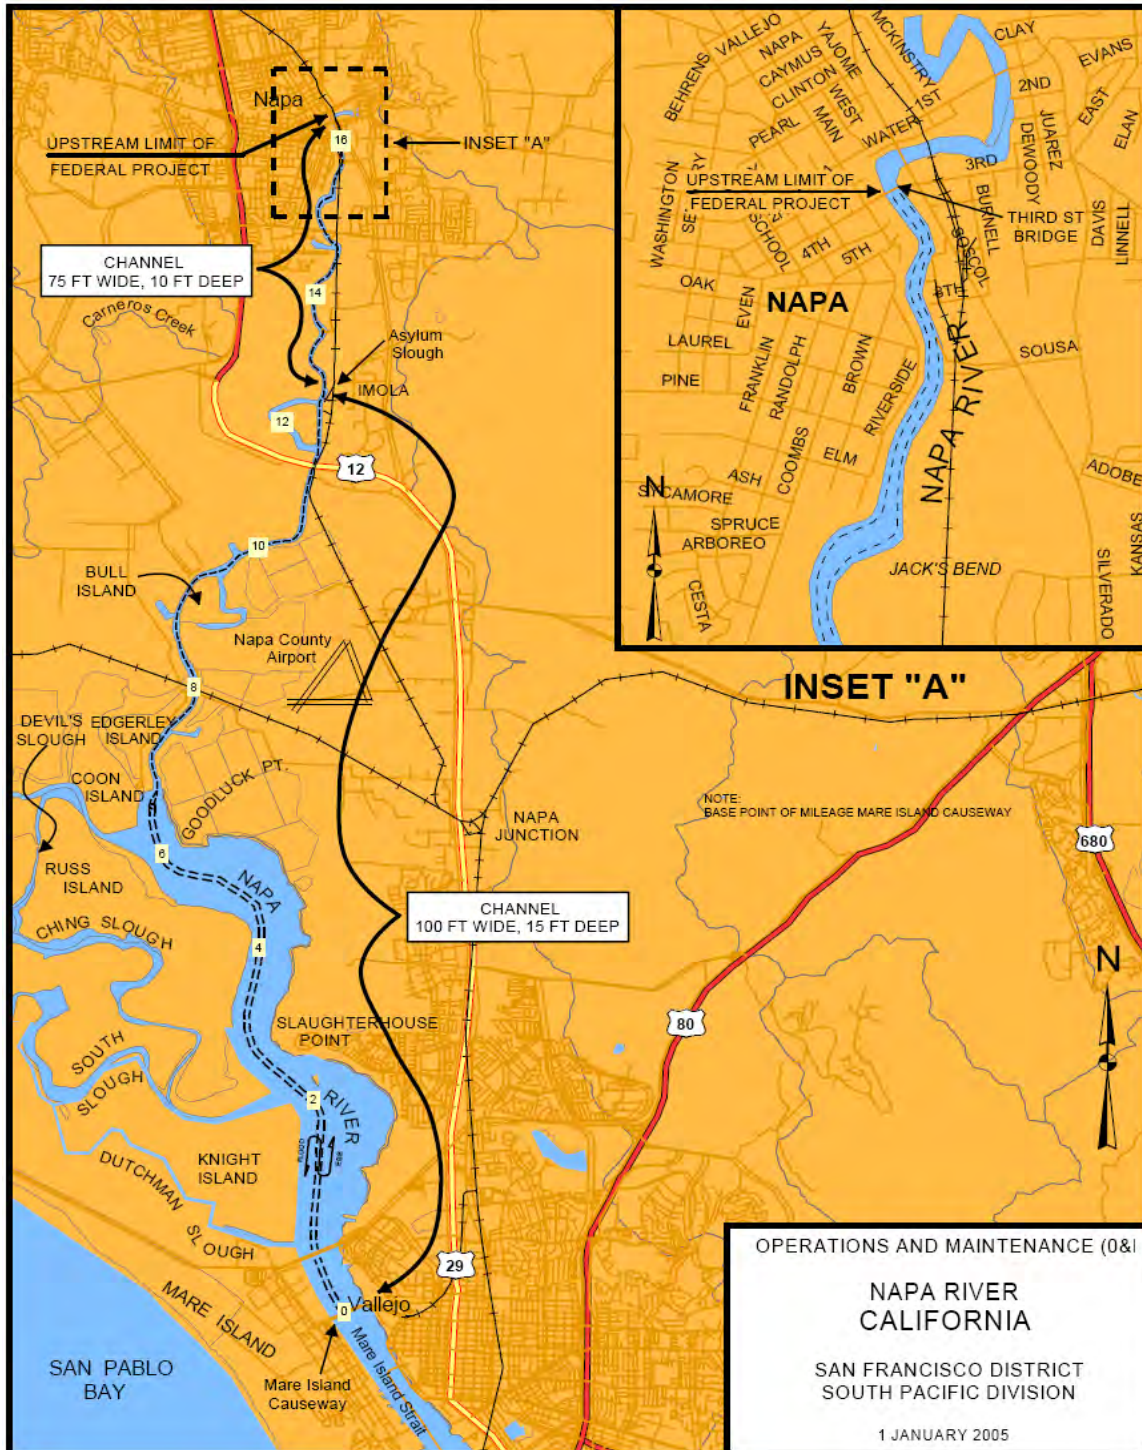 Napa
UPSTREAM LIMIT OF
FEDERAL PROJECT
16
INSET "A"
CHANNEL
75 FT WIDE, 10 FT DEEP
14
Carneros Creek
Asylum
Slough
IMOLA
12
12
10
BULL
ISLAND
Napa County
Airport
8
DEVIL'S
SLOUGH
EDGERLEY
ISLAND
COON
ISLAND
GOODLUCK PT.
6
RUSS
ISLAND
NAPA
NAPA
JUNCTION
CHING SLOUGH
4
CHANNEL
100 FT WIDE, 15 FT DEEP
SLAUGHTERHOUSE
POINT
SOUTH
SLOUGH
2
RIVER
FLOOD
EBB
KNIGHT
ISLAND
DUTCHMAN SLOUGH
29
0
Vallejo
MARE ISLAND
Mare Island
Causeway
Mare Island Strait
SAN PABLO
BAY
80
680
NOTE:
BASE POINT OF MILEAGE MARE ISLAND CAUSEWAY
N
INSET "A"
BEHRENS
VALLEJO
NAPA
YAJOME
MCKINSTRY
CLAY
CAYMUS
CLINTON
WEST
1ST
2ND
EVANS
PEARL
MAIN
WATER
EAST
ELAN
JUAREZ
DEWOODY
3RD
UPSTREAM LIMIT OF
FEDERAL PROJECT
WASHINGTON
SCHOOL
4TH
5TH
BURNELL
THIRD ST
BRIDGE
DAVIS
LINNELL
SOSCOL
8TH
OAK
EVEN
NAPA
LAUREL
PINE
FRANKLIN
RANDOLPH
BROWN
RIVERSIDE
SOUSA
NAPA RIVER
COOMBS
ELM
ASH
SYCAMORE
N
SPRUCE
ARBOREO
CESTA
JACK'S BEND
ADOBE
KANSAS
SILVERADO
OPERATIONS AND MAINTENANCE (O&
NAPA RIVER
CALIFORNIA
SAN FRANCISCO DISTRICT
SOUTH PACIFIC DIVISION
1 JANUARY 2005